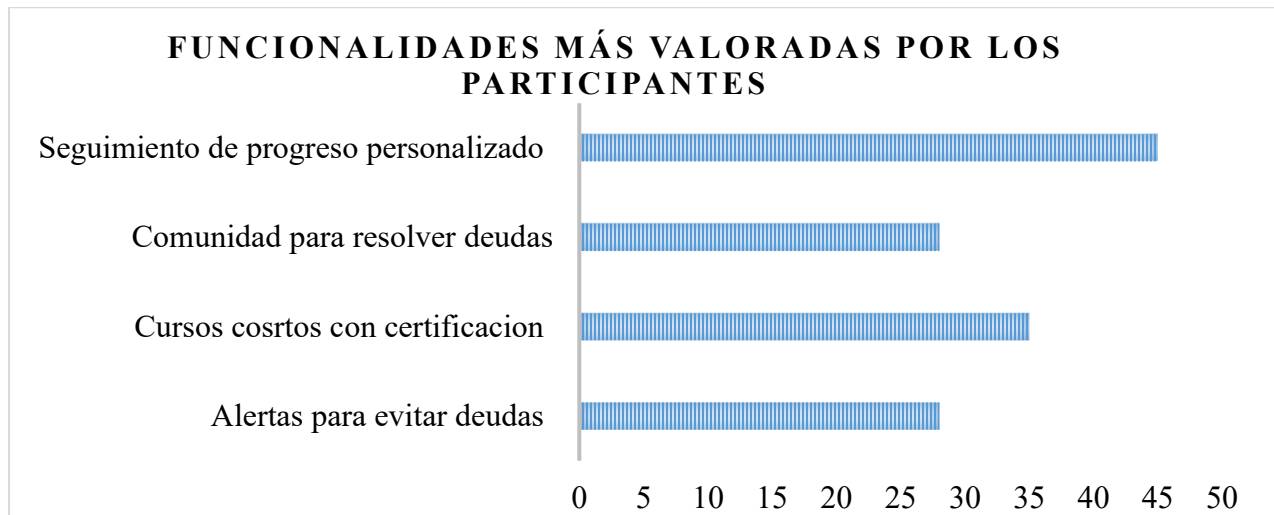 FUNCIONALIDADES MÁS VALORADAS POR LOS
PARTICIPANTES
Seguimiento de progreso personalizado
Comunidad para resolver deudas
Cursos cosrtos con certificacion
Alertas para evitar deudas
0 5 10 15 20 25 30 35 40 45 50